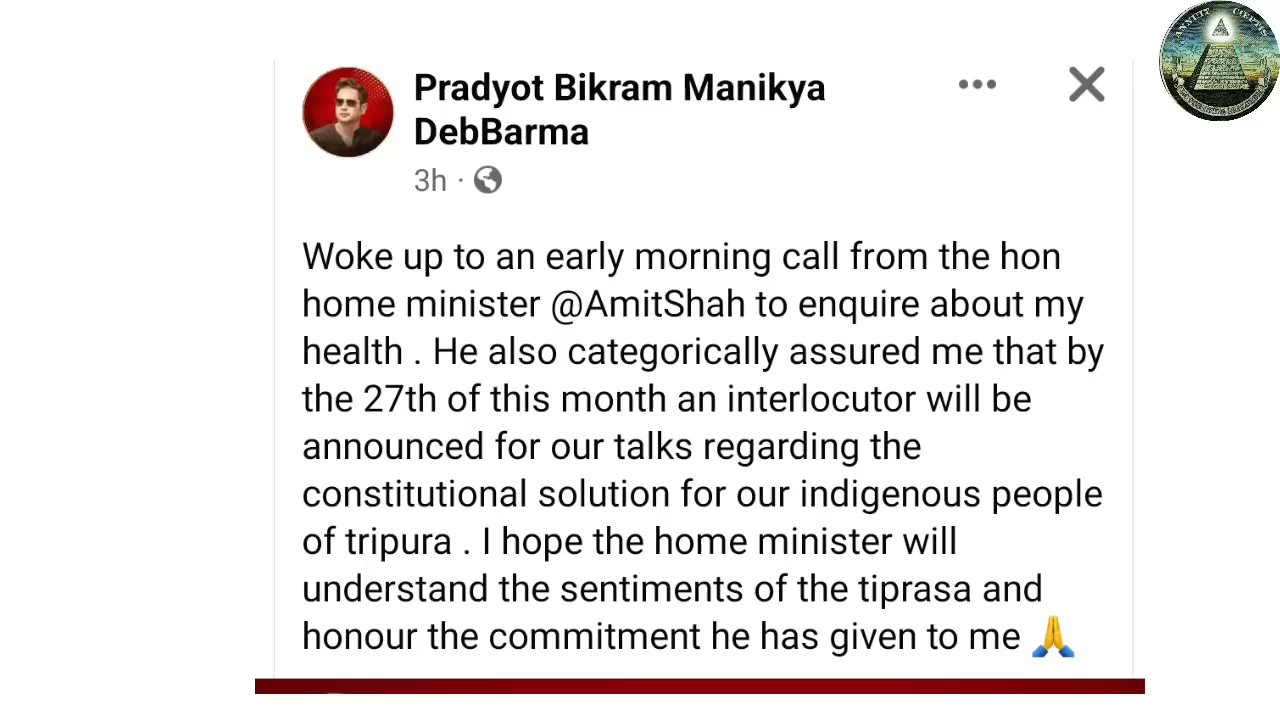 Pradyot Bikram Manikya
DebBarma
3h ·
Woke up to an early morning call from the hon
home minister @AmitShah to enquire about my
health . He also categorically assured me that by
the 27th of this month an interlocutor will be
announced for our talks regarding the
constitutional solution for our indigenous people
of tripura . I hope the home minister will
understand the sentiments of the tiprasa and
honour the commitment he has given to me 🙏
ANNUIT CŒPTIS